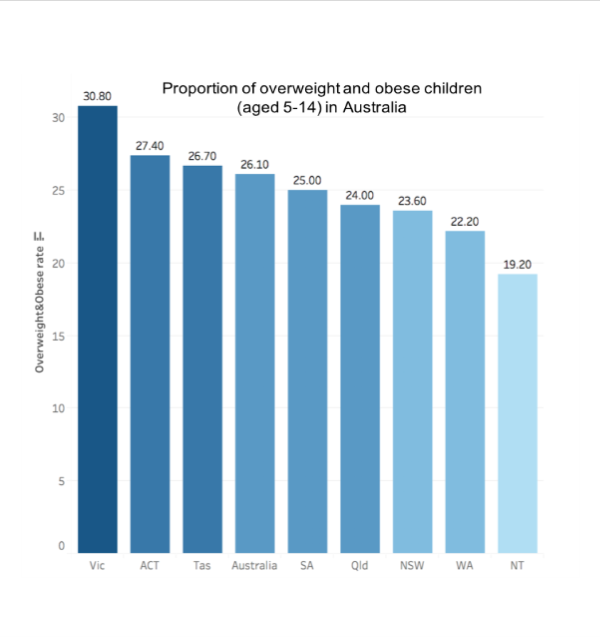 Proportion of overweight and obese children
(aged 5-14) in Australia
Overweight&Obese rate
30
25
20
15
10
5
0
30.80
27.40
26.70
26.10
25.00
24.00
23.60
22.20
19.20
Vic
ACT
Tas
Australia
SA
Qld
NSW
WA
NT